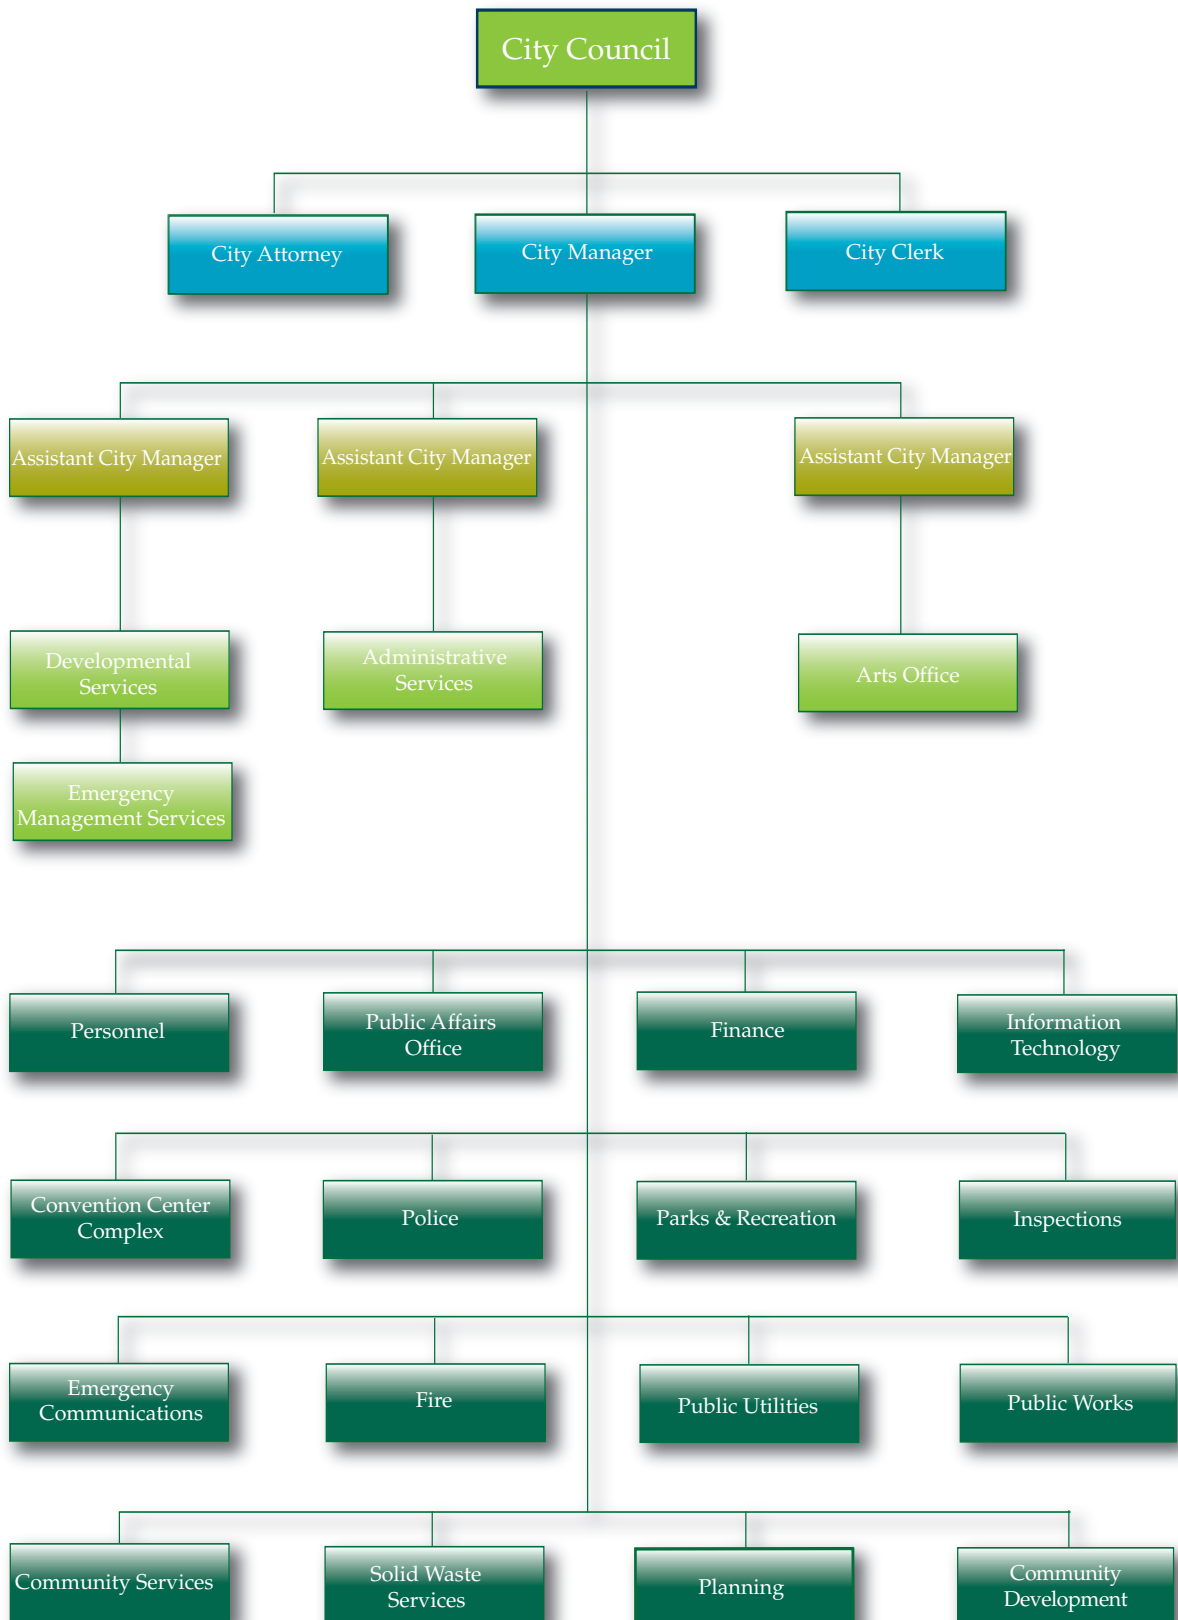 City Council
City Attorney
City Manager
City Clerk
Assistant City Manager
Assistant City Manager
Assistant City Manager
Developmental
Services
Administrative
Services
Arts Office
Emergency
Management Services
Personnel
Public Affairs
Office
Finance
Information
Technology
Convention Center
Complex
Police
Parks & Recreation
Inspections
Emergency
Communications
Fire
Public Utilities
Public Works
Community Services
Solid Waste
Services
Planning
Community
Development